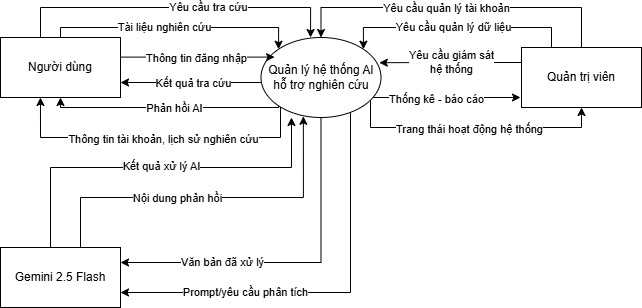 Yêu cầu tra cứu
Yêu cầu quản lý tài khoản
Tài liệu nghiên cứu
Yêu cầu quản lý dữ liệu
Thông tin đăng nhập
Yêu cầu giám sát
hệ thống
Người dùng
Quản lý hệ thống AI
hỗ trợ nghiên cứu
Quản trị viên
Kết quả tra cứu
Thống kê - báo cáo
Phản hồi AI
Trang thái hoạt động hệ thống
Thông tin tài khoản, lịch sử nghiên cứu
Kết quả xử lý AI
Nội dung phản hồi
Văn bản đã xử lý
Gemini 2.5 Flash
Prompt/yêu cầu phân tích